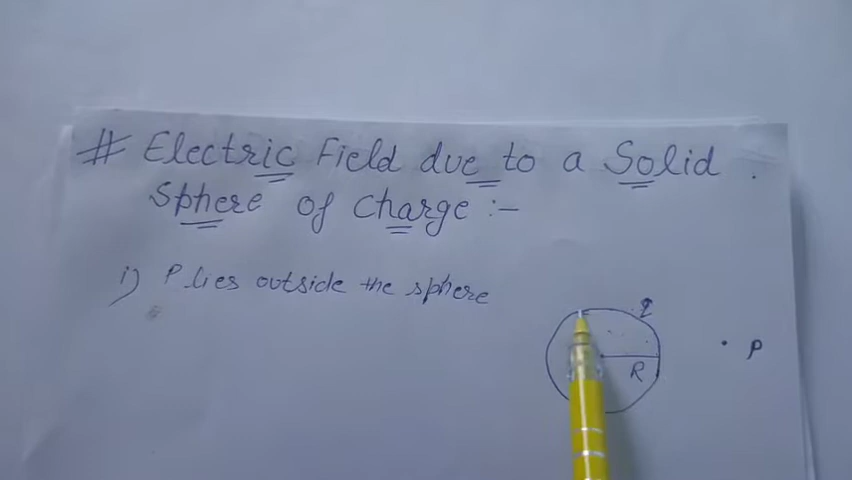 # Electric Field due to a Solid
Sphere of Charge :-
i) P lies outside the sphere
q
R
P